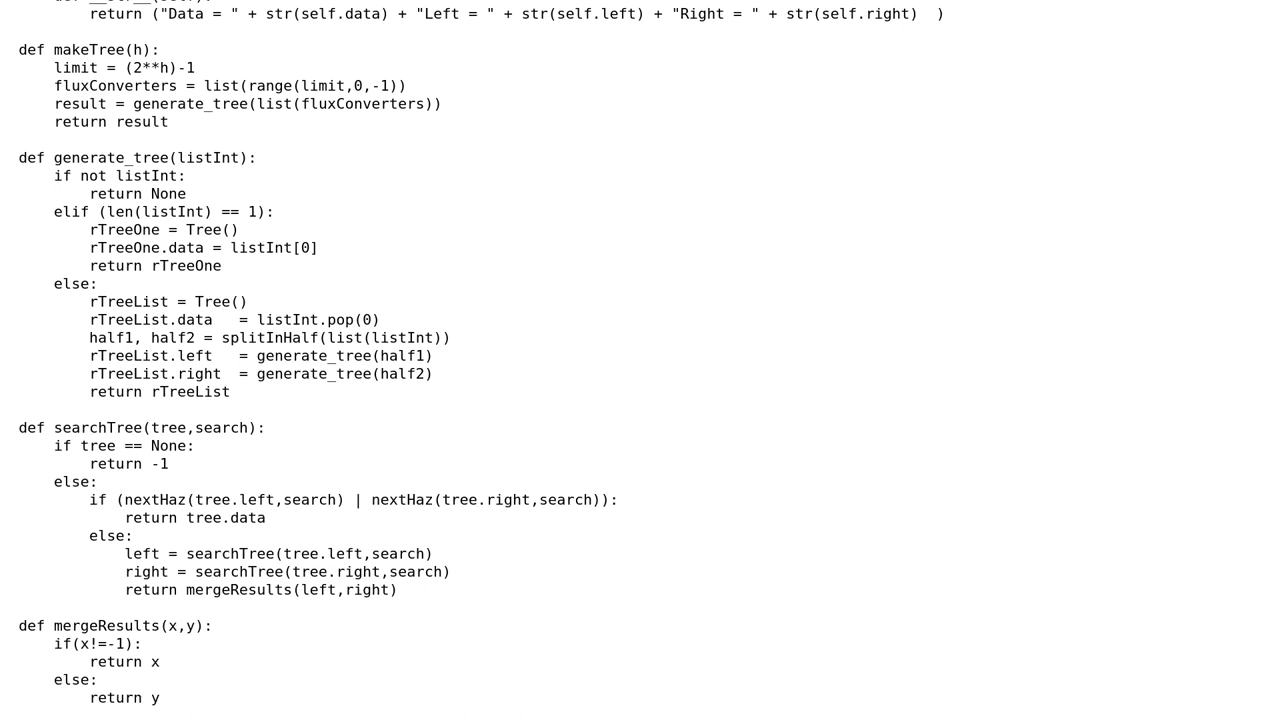 return ("Data = " + str(self.data) + "Left = " + str(self.left) + "Right = " + str(self.right)  )
def makeTree(h):
    limit = (2**h)-1
    fluxConverters = list(range(limit,0,-1))
    result = generate_tree(list(fluxConverters))
    return result
def generate_tree(listInt):
    if not listInt:
        return None
    elif (len(listInt) == 1):
        rTreeOne = Tree()
        rTreeOne.data = listInt[0]
        return rTreeOne
    else:
        rTreeList = Tree()
        rTreeList.data   = listInt.pop(0)
        half1, half2 = splitInHalf(list(listInt))
        rTreeList.left   = generate_tree(half1)
        rTreeList.right  = generate_tree(half2)
        return rTreeList
def searchTree(tree,search):
    if tree == None:
        return -1
    else:
        if (nextHaz(tree.left,search) | nextHaz(tree.right,search)):
            return tree.data
        else:
            left = searchTree(tree.left,search)
            right = searchTree(tree.right,search)
            return mergeResults(left,right)
def mergeResults(x,y):
    if(x!=-1):
        return x
    else:
        return y